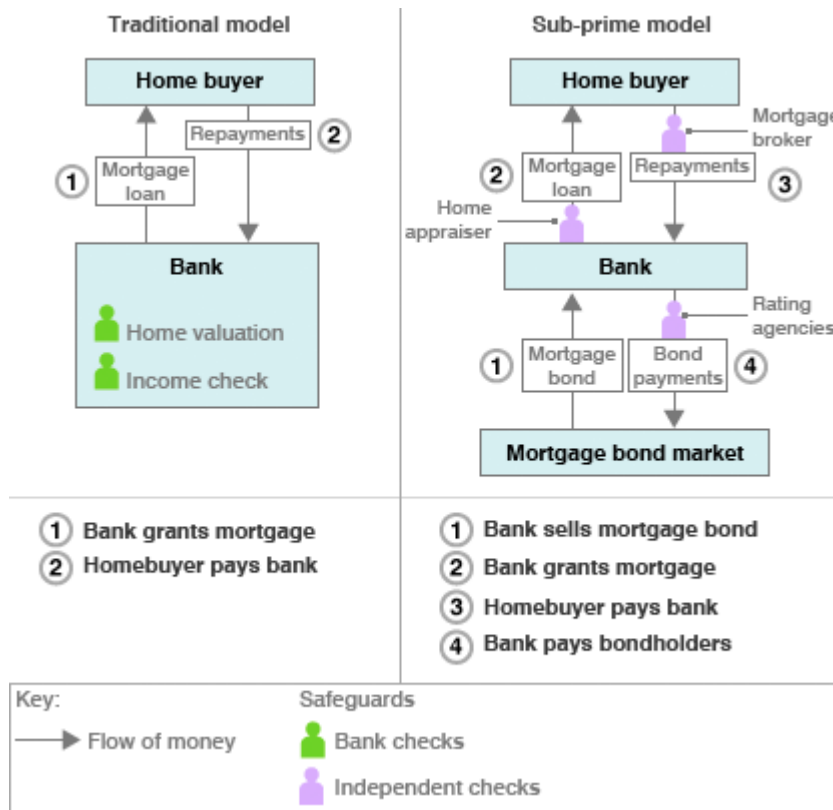 Traditional model
Home buyer
Repayments
2
1
Mortgage
loan
Bank
Home valuation
Income check
1 Bank grants mortgage
2 Homebuyer pays bank
Sub-prime model
Home buyer
Mortgage
broker
2
Mortgage
loan
Repayments
3
Home
appraiser
Bank
Rating
agencies
1
Mortgage
bond
Bond
payments
4
Mortgage bond market
1 Bank sells mortgage bond
2 Bank grants mortgage
3 Homebuyer pays bank
4 Bank pays bondholders
Key:
Flow of money
Safeguards
Bank checks
Independent checks